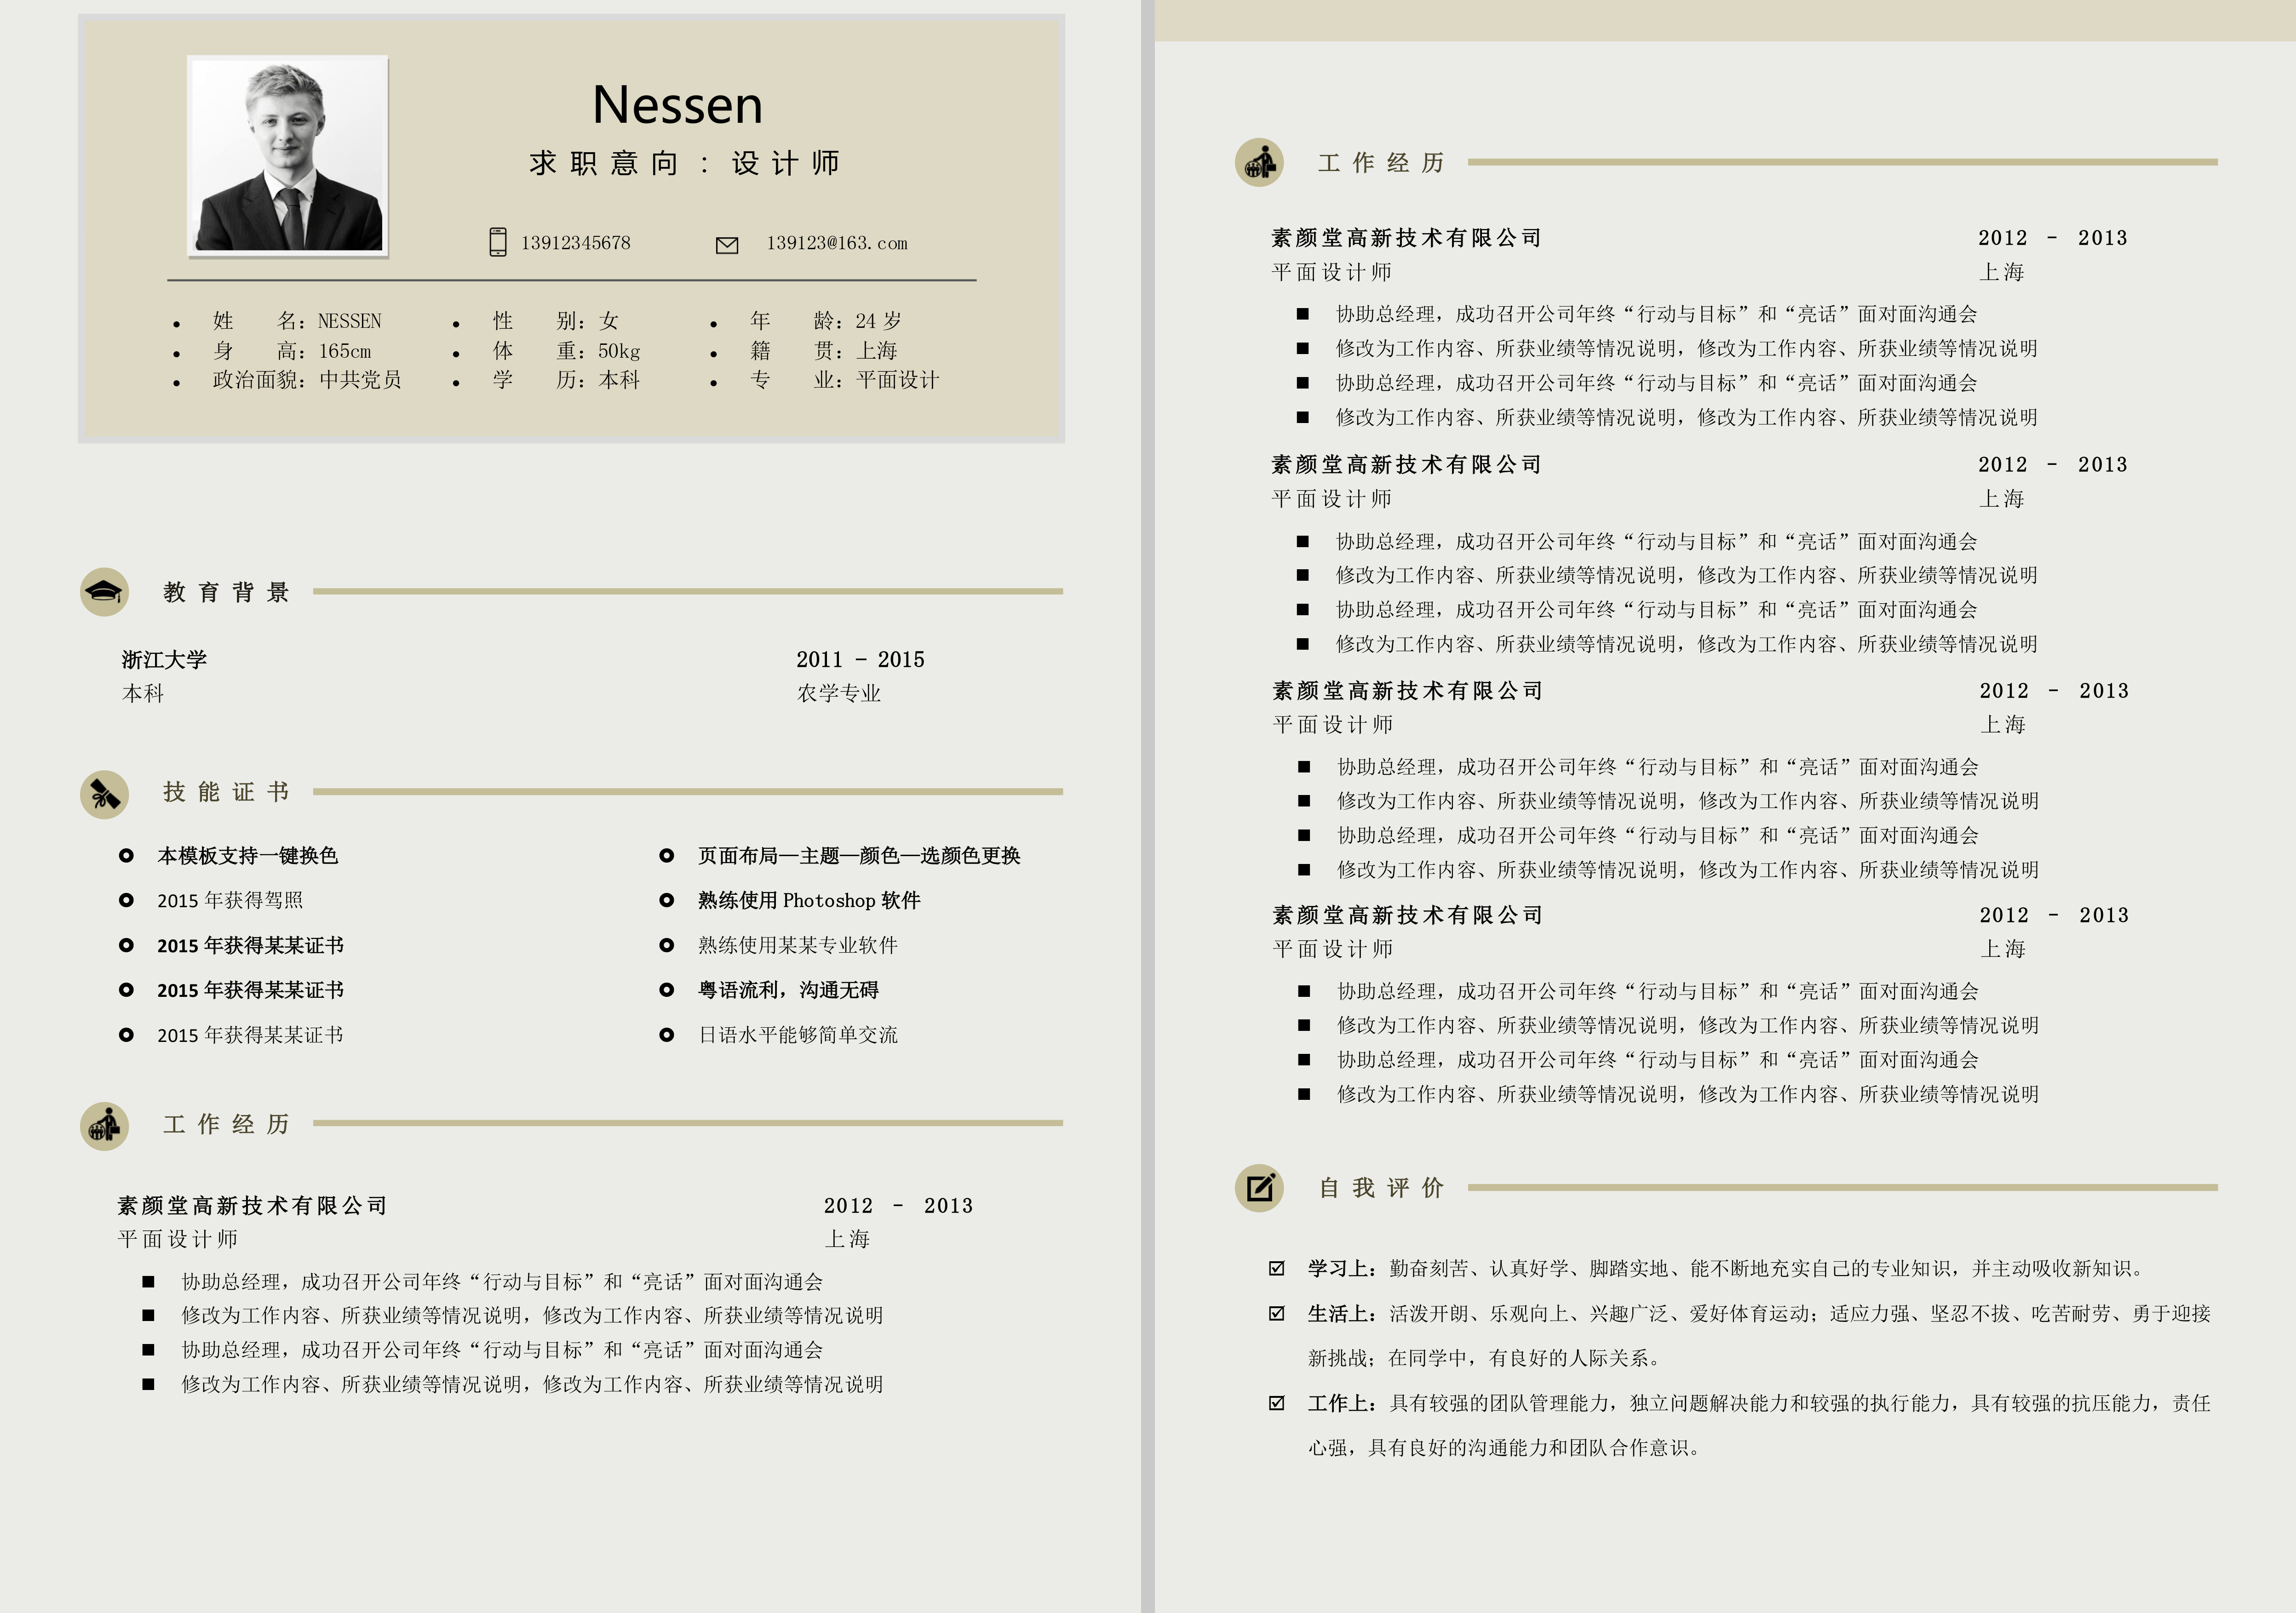 Nessen
求职意向：设计师
13912345678 139123@163.com
姓　　名：NESSEN 性　　别：女 年　　龄：24 岁
身　　高：165cm 体　　重：50kg 籍　　贯：上海
政治面貌：中共党员 学　　历：本科 专　　业：平面设计
教育背景
浙江大学 2011 - 2015
本科 农学专业
技能证书
本模板支持一键换色 页面布局—主题—颜色—选颜色更换
2015 年获得驾照 熟练使用 Photoshop 软件
2015 年获得某某证书 熟练使用某某专业软件
2015 年获得某某证书 粤语流利，沟通无碍
2015 年获得某某证书 日语水平能够简单交流
工作经历
素颜堂高新技术有限公司 2012 - 2013
平面设计师 上海
协助总经理，成功召开公司年终“行动与目标”和“亮话”面对面沟通会
修改为工作内容、所获业绩等情况说明，修改为工作内容、所获业绩等情况说明
协助总经理，成功召开公司年终“行动与目标”和“亮话”面对面沟通会
修改为工作内容、所获业绩等情况说明，修改为工作内容、所获业绩等情况说明
工作经历
素颜堂高新技术有限公司 2012 - 2013
平面设计师 上海
协助总经理，成功召开公司年终“行动与目标”和“亮话”面对面沟通会
修改为工作内容、所获业绩等情况说明，修改为工作内容、所获业绩等情况说明
协助总经理，成功召开公司年终“行动与目标”和“亮话”面对面沟通会
修改为工作内容、所获业绩等情况说明，修改为工作内容、所获业绩等情况说明
素颜堂高新技术有限公司 2012 - 2013
平面设计师 上海
协助总经理，成功召开公司年终“行动与目标”和“亮话”面对面沟通会
修改为工作内容、所获业绩等情况说明，修改为工作内容、所获业绩等情况说明
协助总经理，成功召开公司年终“行动与目标”和“亮话”面对面沟通会
修改为工作内容、所获业绩等情况说明，修改为工作内容、所获业绩等情况说明
素颜堂高新技术有限公司 2012 - 2013
平面设计师 上海
协助总经理，成功召开公司年终“行动与目标”和“亮话”面对面沟通会
修改为工作内容、所获业绩等情况说明，修改为工作内容、所获业绩等情况说明
协助总经理，成功召开公司年终“行动与目标”和“亮话”面对面沟通会
修改为工作内容、所获业绩等情况说明，修改为工作内容、所获业绩等情况说明
素颜堂高新技术有限公司 2012 - 2013
平面设计师 上海
协助总经理，成功召开公司年终“行动与目标”和“亮话”面对面沟通会
修改为工作内容、所获业绩等情况说明，修改为工作内容、所获业绩等情况说明
协助总经理，成功召开公司年终“行动与目标”和“亮话”面对面沟通会
修改为工作内容、所获业绩等情况说明，修改为工作内容、所获业绩等情况说明
自我评价
学习上：勤奋刻苦、认真好学、脚踏实地、能不断地充实自己的专业知识，并主动吸收新知识。
生活上：活泼开朗、乐观向上、兴趣广泛、爱好体育运动；适应力强、坚忍不拔、吃苦耐劳、勇于迎接
新挑战；在同学中，有良好的人际关系。
工作上：具有较强的团队管理能力，独立问题解决能力和较强的执行能力，具有较强的抗压能力，责任
心强，具有良好的沟通能力和团队合作意识。